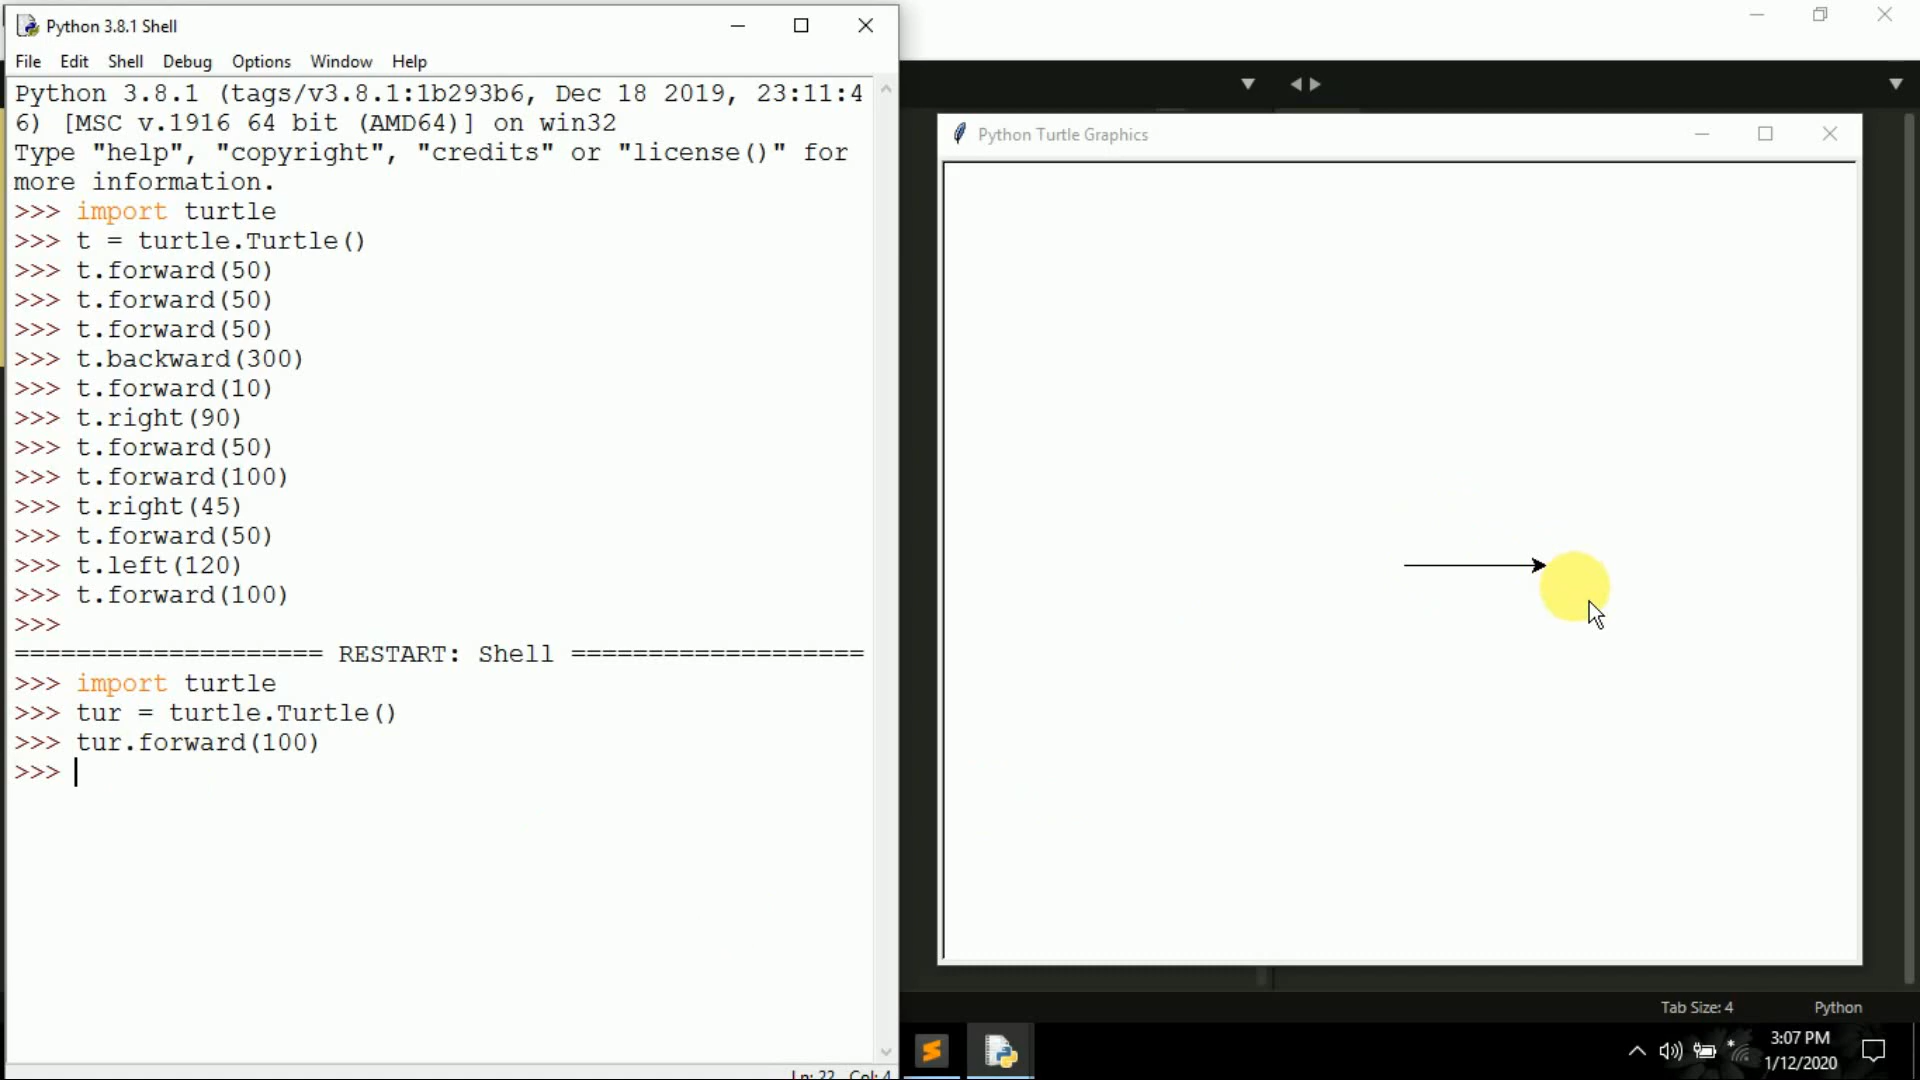 Python 3.8.1 Shell
File Edit Shell Debug Options Window Help
Python 3.8.1 (tags/v3.8.1:1b293b6, Dec 18 2019, 23:11:4
6) [MSC v.1916 64 bit (AMD64)] on win32
Type "help", "copyright", "credits" or "license()" for
more information.
>>> import turtle
>>> t = turtle.Turtle()
>>> t.forward(50)
>>> t.forward(50)
>>> t.forward(50)
>>> t.backward(300)
>>> t.forward(10)
>>> t.right(90)
>>> t.forward(50)
>>> t.forward(100)
>>> t.right(45)
>>> t.forward(50)
>>> t.left(120)
>>> t.forward(100)
>>>
==================== RESTART: Shell ===================
>>> import turtle
>>> tur = turtle.Turtle()
>>> tur.forward(100)
>>>
Ln: 22 Col: 4
Python Turtle Graphics
Tab Size: 4 Python
3:07 PM
1/12/2020